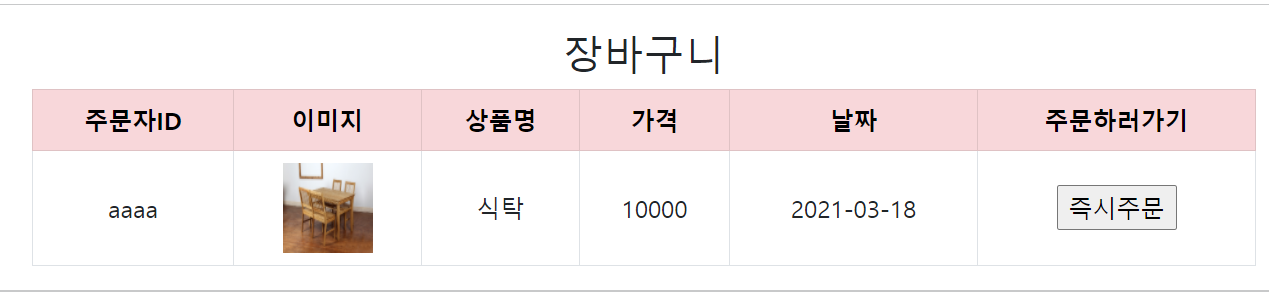 장바구니
주문자ID 이미지 상품명 가격 날짜 주문하러가기
aaaa 식탁 10000 2021-03-18 즉시주문